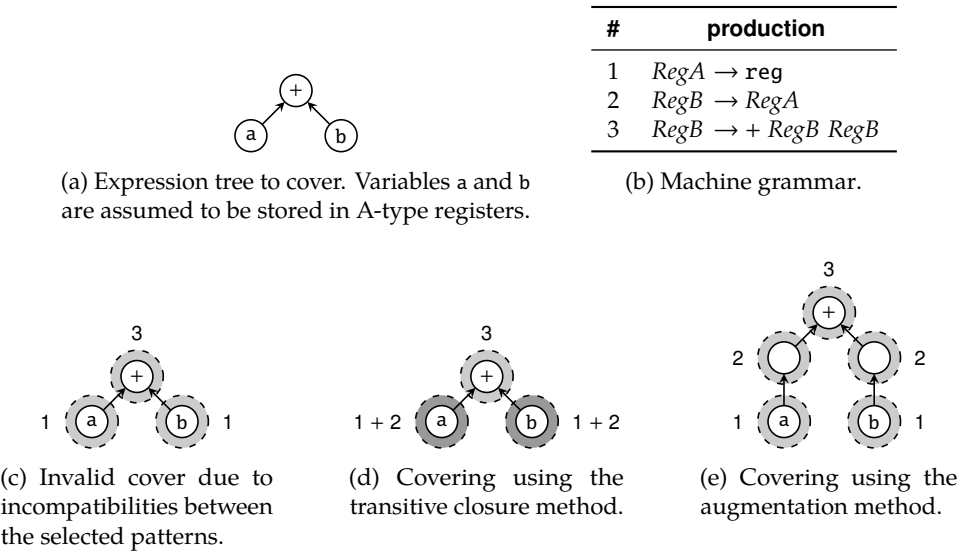 # production
1 RegA → reg
2 RegB → RegA
3 RegB → + RegB RegB
+
a b
(a) Expression tree to cover. Variables a and b
are assumed to be stored in A-type registers.
(b) Machine grammar.
3
+
1 a b 1
(c) Invalid cover due to
incompatibilities between
the selected patterns.
3
+
1 + 2 a b 1 + 2
(d) Covering using the
transitive closure method.
3
+
2 2
1 a b 1
(e) Covering using the
augmentation method.